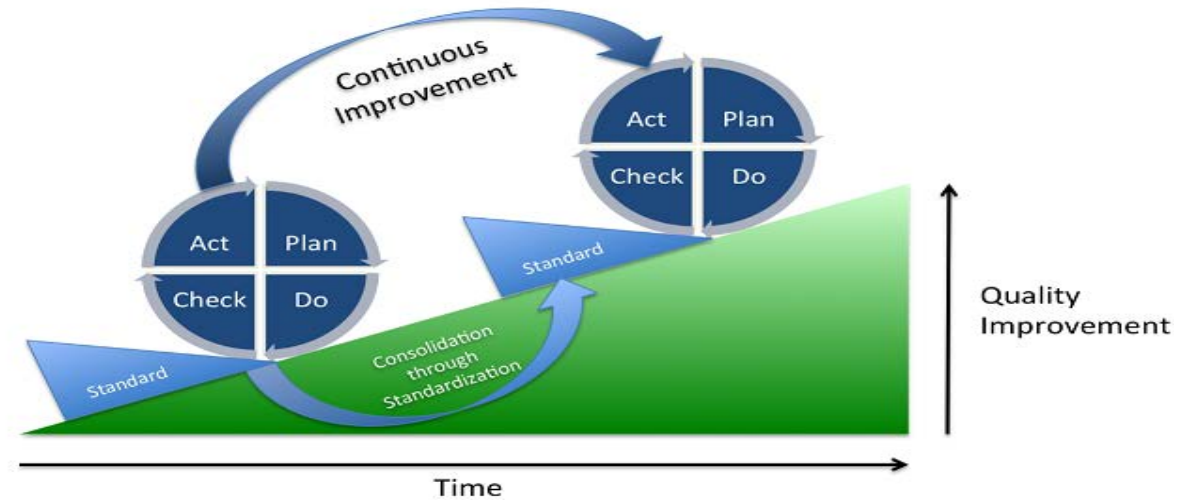 Continuous
Improvement
Act
Plan
Check
Do
Act
Plan
Check
Do
Standard
Standard
Consolidation
through
Standardization
Quality
Improvement
Time